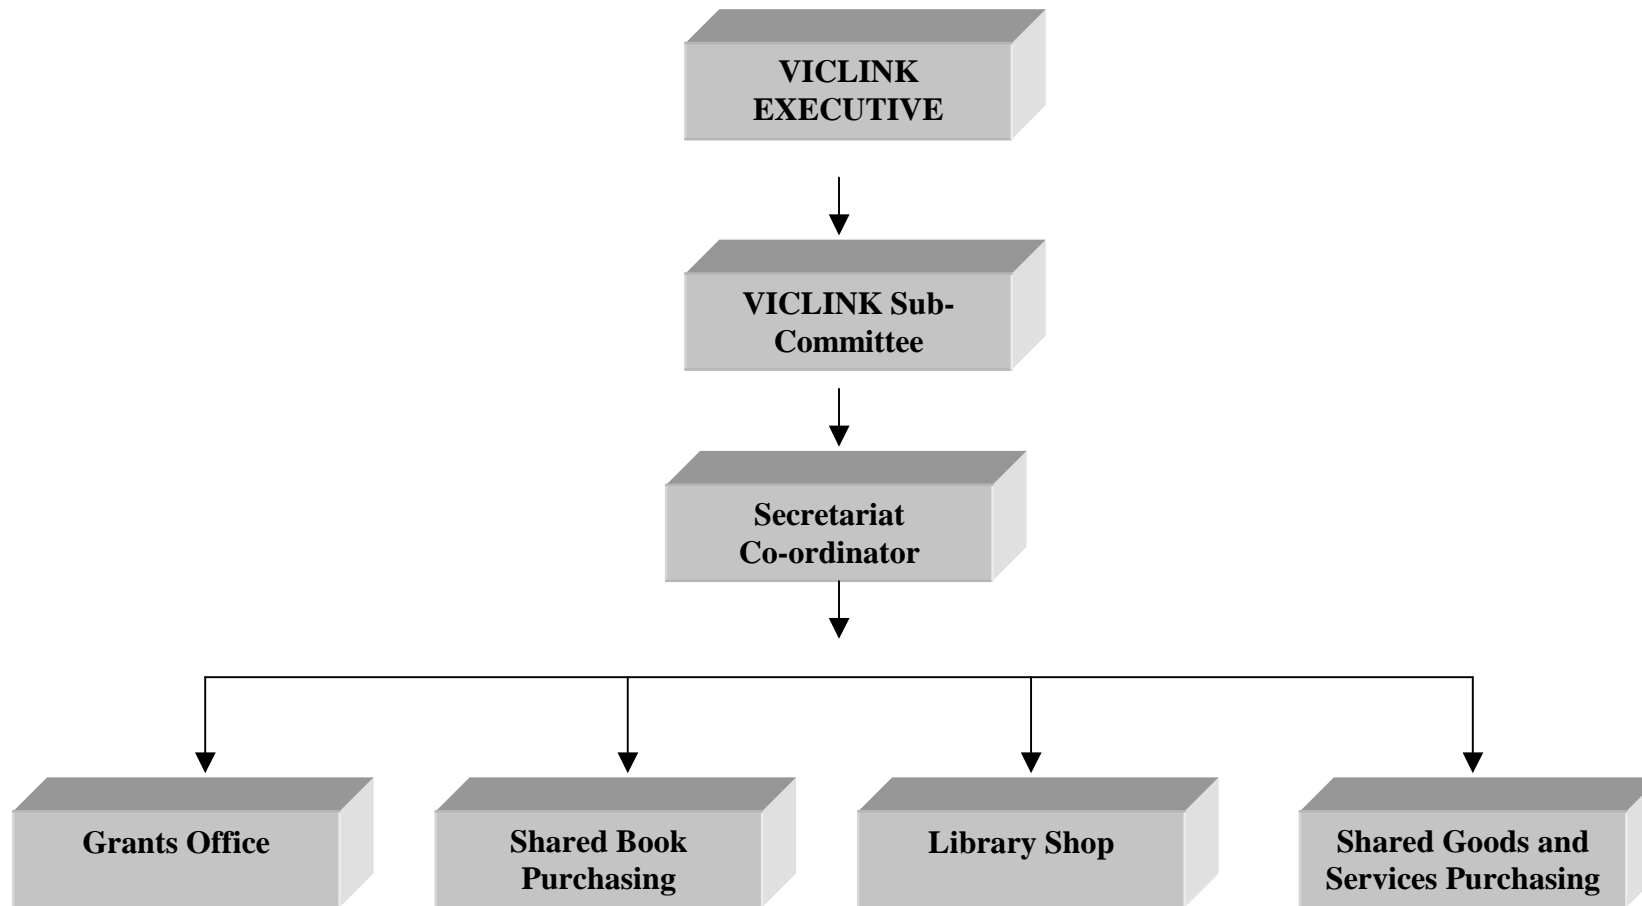 VICLINK
EXECUTIVE
VICLINK Sub-
Committee
Secretariat
Co-ordinator
Grants Office
Shared Book
Purchasing
Library Shop
Shared Goods and
Services Purchasing